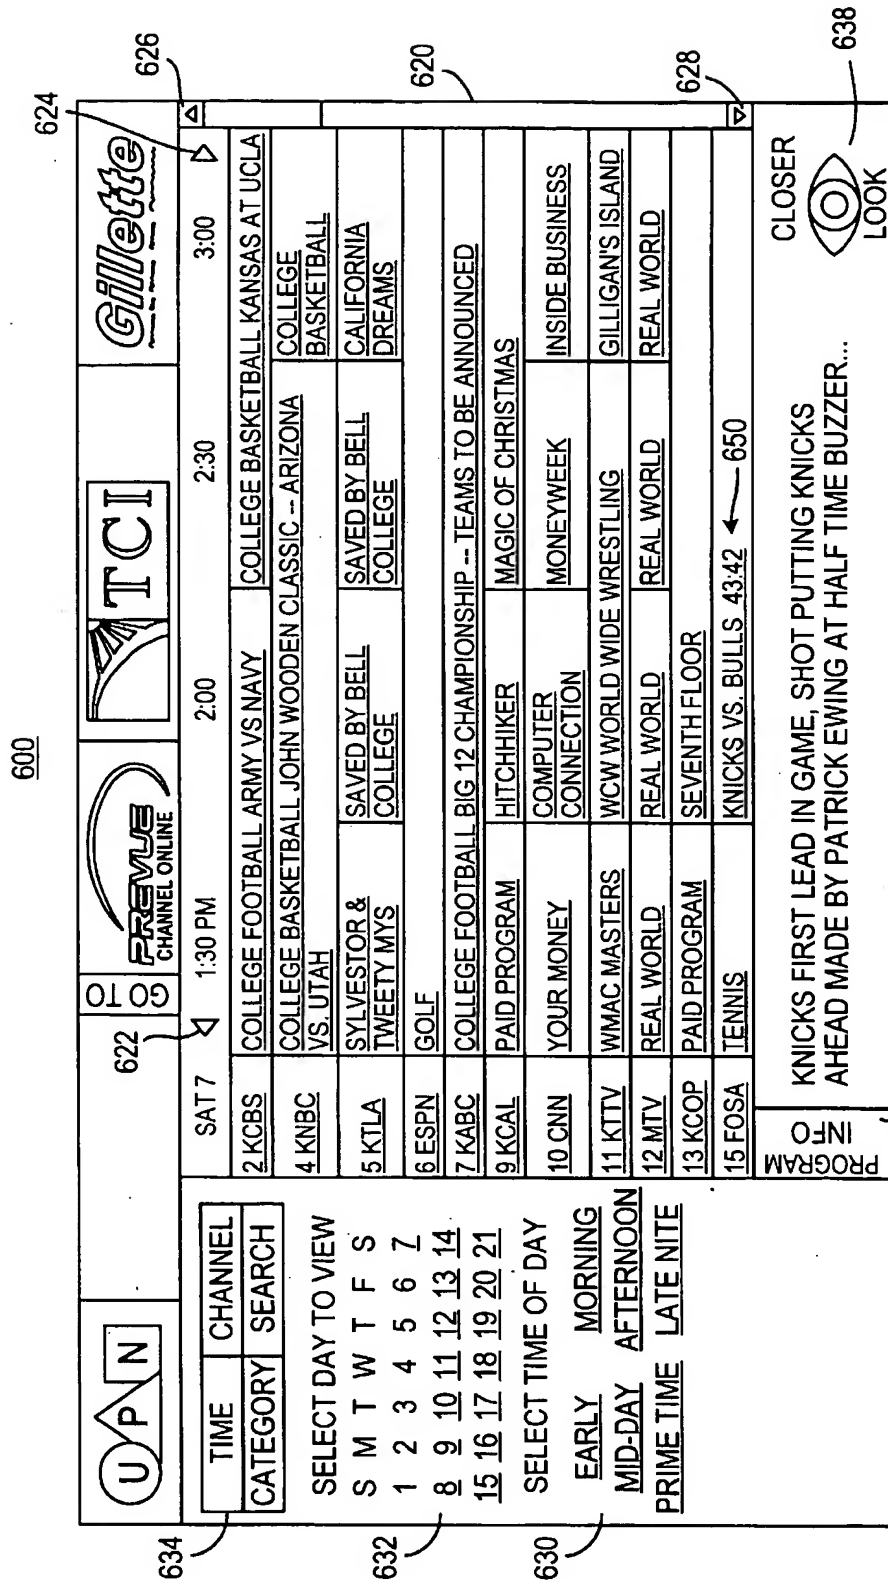 600
UPN
GO TO
PREVUE
CHANNEL ONLINE
TCI
Gillette
634
TIME CHANNEL
CATEGORY SEARCH
632
SELECT DAY TO VIEW
S M T W T F S
1 2 3 4 5 6 7
8 9 10 11 12 13 14
15 16 17 18 19 20 21
630
SELECT TIME OF DAY
EARLY MORNING
MID-DAY AFTERNOON
PRIME TIME LATE NITE
622
624
626
SAT 7 1:30 PM 2:00 2:30 3:00
2 KCBS COLLEGE FOOTBALL ARMY VS NAVY COLLEGE BASKETBALL KANSAS AT UCLA
4 KNBC COLLEGE BASKETBALL JOHN WOODEN CLASSIC -- ARIZONA VS. UTAH COLLEGE BASKETBALL
5 KTLA SYLVESTOR & TWEETY MYS SAVED BY BELL COLLEGE SAVED BY BELL COLLEGE CALIFORNIA DREAMS
6 ESPN GOLF
620
7 KABC COLLEGE FOOTBALL BIG 12 CHAMPIONSHIP -- TEAMS TO BE ANNOUNCED
9 KCAL PAID PROGRAM HITCHHIKER MAGIC OF CHRISTMAS
10 CNN YOUR MONEY COMPUTER CONNECTION MONEYWEEK INSIDE BUSINESS
11 KTTV WMAC MASTERS WCW WORLD WIDE WRESTLING GILLIGAN'S ISLAND
12 MTV REAL WORLD REAL WORLD REAL WORLD REAL WORLD
13 KCOP PAID PROGRAM SEVENTH FLOOR
15 FOSA TENNIS KNICKS VS. BULLS 43:42
650
628
PROGRAM
INFO
KNICKS FIRST LEAD IN GAME, SHOT PUTTING KNICKS
AHEAD MADE BY PATRICK EWING AT HALF TIME BUZZER...
CLOSER
LOOK
638